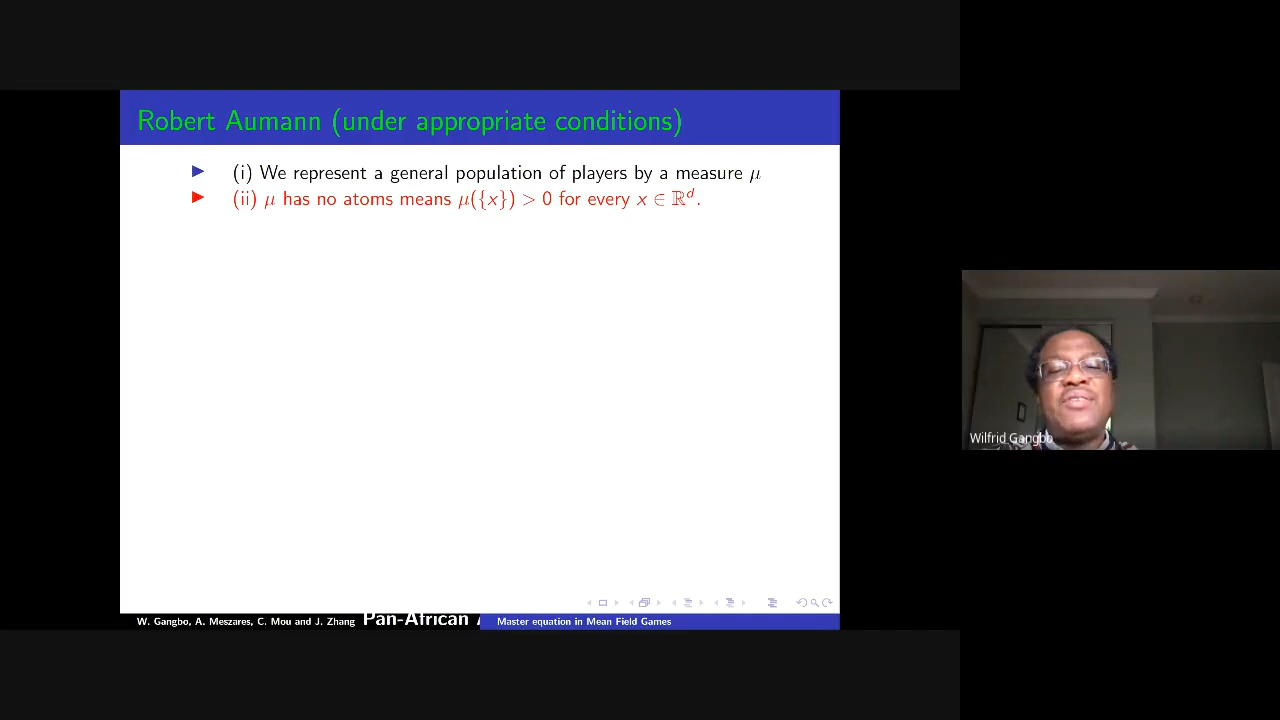 Robert Aumann (under appropriate conditions)
(i) We represent a general population of players by a measure μ
(ii) μ has no atoms means μ({x}) > 0 for every x ∈ ℝᵈ.
Wilfrid Gangbo
W. Gangbo, A. Meszares, C. Mou and J. Zhang Pan-African Master equation in Mean Field Games